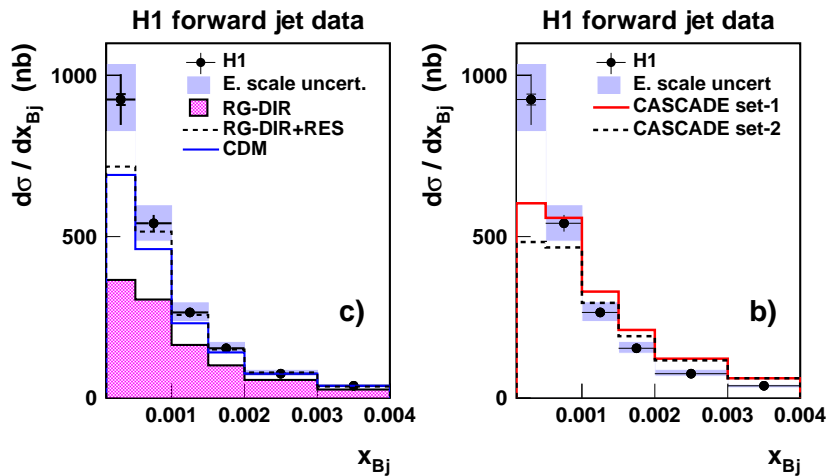 H1 forward jet data
dσ / dx_Bj (nb)
1000
500
0
H1
E. scale uncert.
RG-DIR
RG-DIR+RES
CDM
c)
0.001 0.002 0.003 0.004
x_Bj
H1 forward jet data
dσ / dx_Bj (nb)
1000
500
0
H1
E. scale uncert
CASCADE set-1
CASCADE set-2
b)
0.001 0.002 0.003 0.004
x_Bj